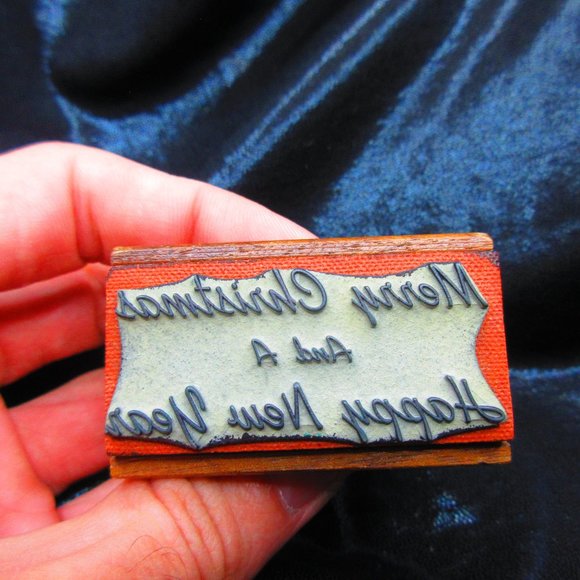 Merry Christmas
And A
Happy New Year